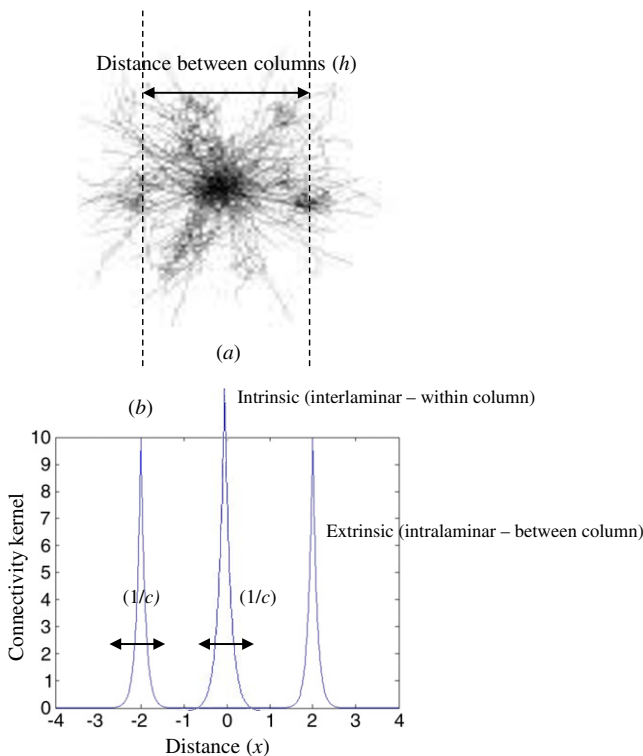 Distance between columns (h)
(a)
(b)
Intrinsic (interlaminar – within column)
Extrinsic (intralaminar – between column)
Connectivity kernel
10
9
8
7
6
5
4
3
2
1
0
(1/c)
(1/c)
-4 -3 -2 -1 0 1 2 3 4
Distance (x)